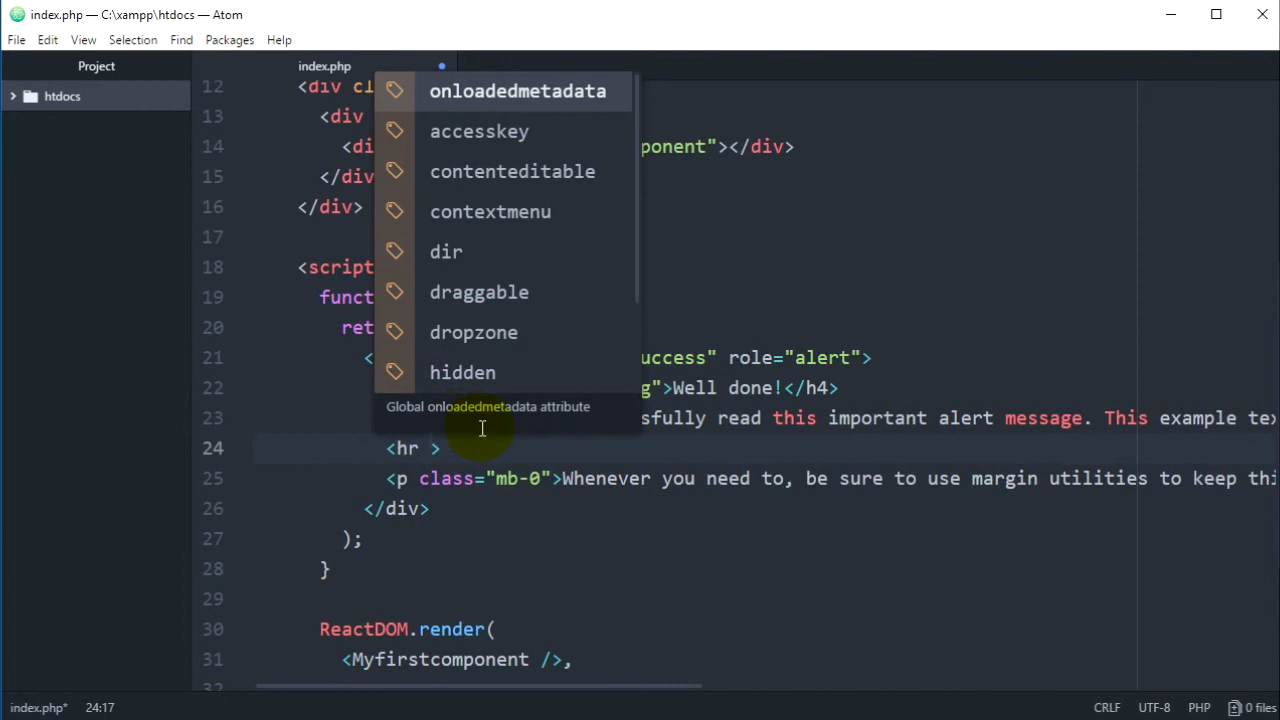 index.php — C:\xampp\htdocs — Atom
File Edit View Selection Find Packages Help
Project
htdocs
index.php
12 <div cl
13 <div
14 <di ponent"></div>
15 </div
16 </div>
17
18 <script
19 funct
20 ret
21 < uccess" role="alert">
22 g">Well done!</h4>
23 sfully read this important alert message. This example tex
24 <hr >
25 <p class="mb-0">Whenever you need to, be sure to use margin utilities to keep thi
26 </div>
27 );
28 }
29
30 ReactDOM.render(
31 <Myfirstcomponent />,
32
onloadedmetadata
accesskey
contenteditable
contextmenu
dir
draggable
dropzone
hidden
Global onloadedmetadata attribute
index.php* 24:17 CRLF UTF-8 PHP 0 files